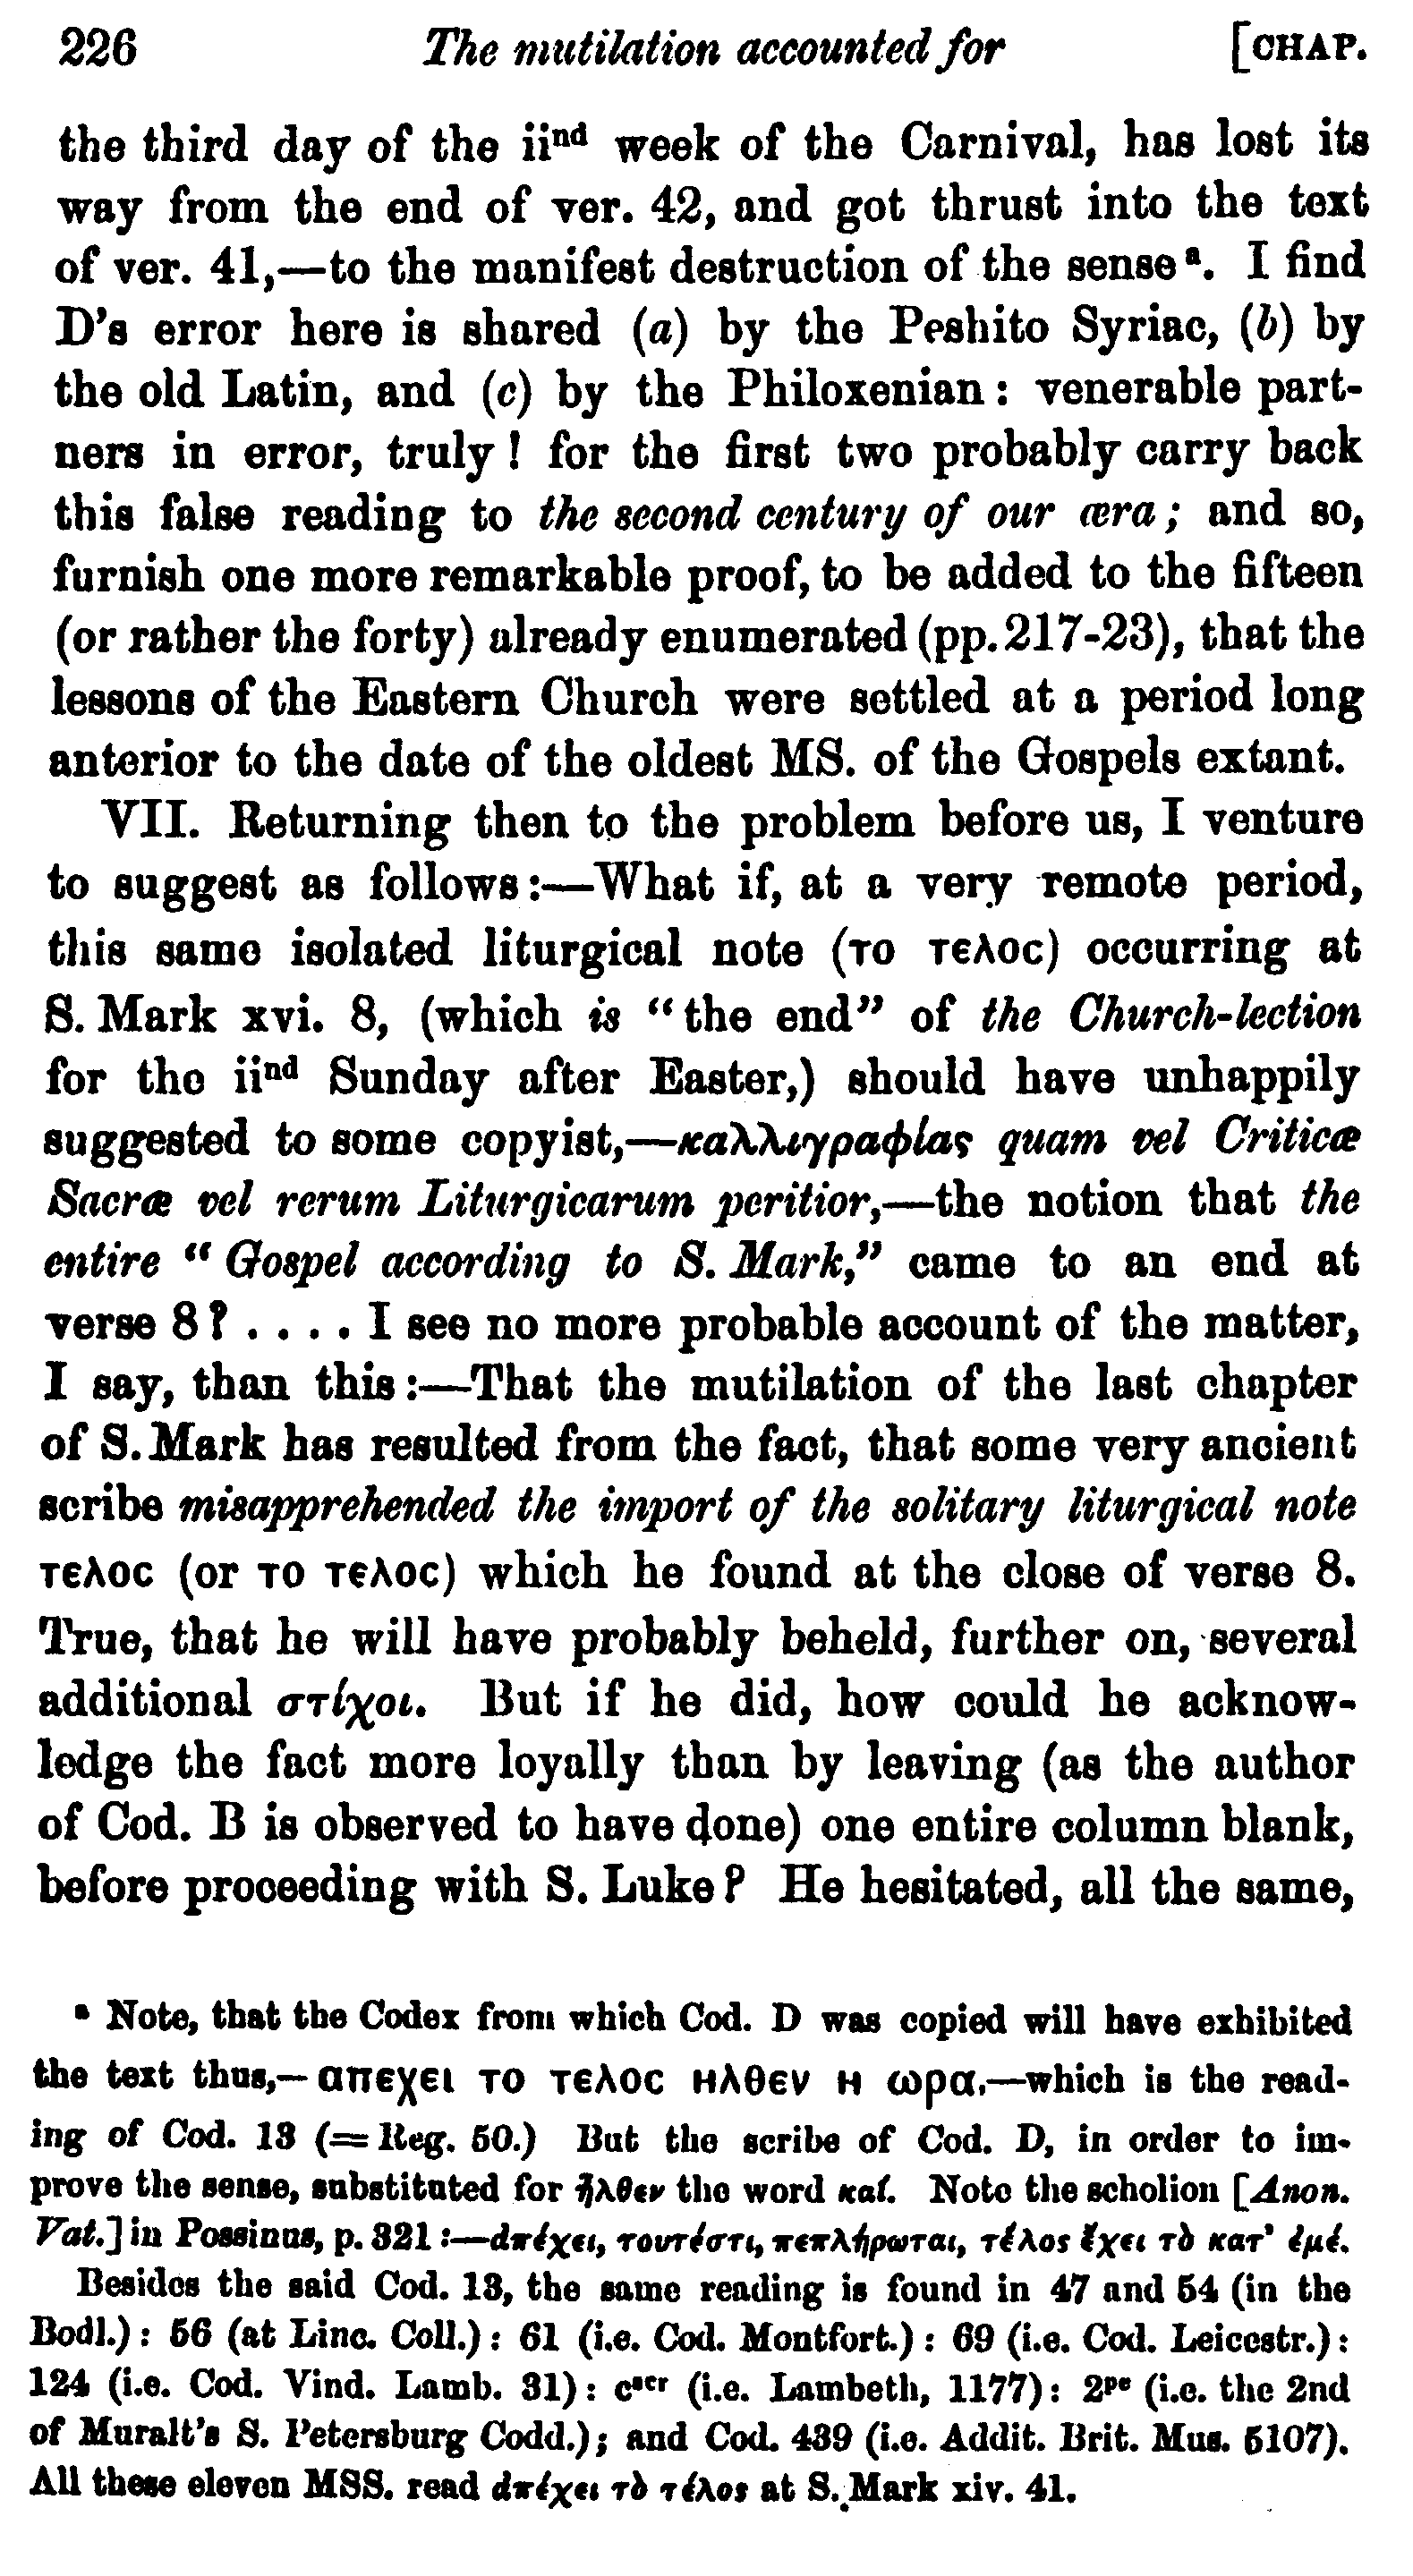 226 The mutilation accounted for [CHAP.
the third day of the iind week of the Carnival, has lost its
way from the end of ver. 42, and got thrust into the text
of ver. 41,—to the manifest destruction of the sense a. I find
D's error here is shared (a) by the Peshito Syriac, (b) by
the old Latin, and (c) by the Philoxenian : venerable part-
ners in error, truly ! for the first two probably carry back
this false reading to the second century of our æra ; and so,
furnish one more remarkable proof, to be added to the fifteen
(or rather the forty) already enumerated (pp. 217-23), that the
lessons of the Eastern Church were settled at a period long
anterior to the date of the oldest MS. of the Gospels extant.
VII. Returning then to the problem before us, I venture
to suggest as follows :—What if, at a very remote period,
this same isolated liturgical note (το τελοc) occurring at
S. Mark xvi. 8, (which is “the end” of the Church-lection
for the iind Sunday after Easter,) should have unhappily
suggested to some copyist,—καλλιγραφίας quam vel Criticæ
Sacræ vel rerum Liturgicarum peritior,—the notion that the
entire “Gospel according to S. Mark,” came to an end at
verse 8 ? . . . . I see no more probable account of the matter,
I say, than this :—That the mutilation of the last chapter
of S. Mark has resulted from the fact, that some very ancient
scribe misapprehended the import of the solitary liturgical note
τελοc (or το τελοc) which he found at the close of verse 8.
True, that he will have probably beheld, further on, several
additional στίχοι. But if he did, how could he acknow-
ledge the fact more loyally than by leaving (as the author
of Cod. B is observed to have done) one entire column blank,
before proceeding with S. Luke ? He hesitated, all the same,
a Note, that the Codex from which Cod. D was copied will have exhibited
the text thus,—απεχει το τελοc ηλθεν η ωρα.—which is the read-
ing of Cod. 13 (= Reg. 50.) But the scribe of Cod. D, in order to im-
prove the sense, substituted for ἦλθεν the word καί. Note the scholion [Anon.
Vat.] in Possinus, p. 321 :—ἀπέχει, τουτέστι, πεπλήρωται, τέλος ἔχει τὸ κατ' ἐμέ.
Besides the said Cod. 13, the same reading is found in 47 and 54 (in the
Bodl.) : 56 (at Linc. Coll.) : 61 (i.e. Cod. Montfort.) : 69 (i.e. Cod. Leicestr.) :
124 (i.e. Cod. Vind. Lamb. 31) : cscr (i.e. Lambeth, 1177) : 2pe (i.e. the 2nd
of Muralt's S. Petersburg Codd.) ; and Cod. 439 (i.e. Addit. Brit. Mus. 5107).
All these eleven MSS. read ἀπέχει τὸ τέλος at S. Mark xiv. 41.